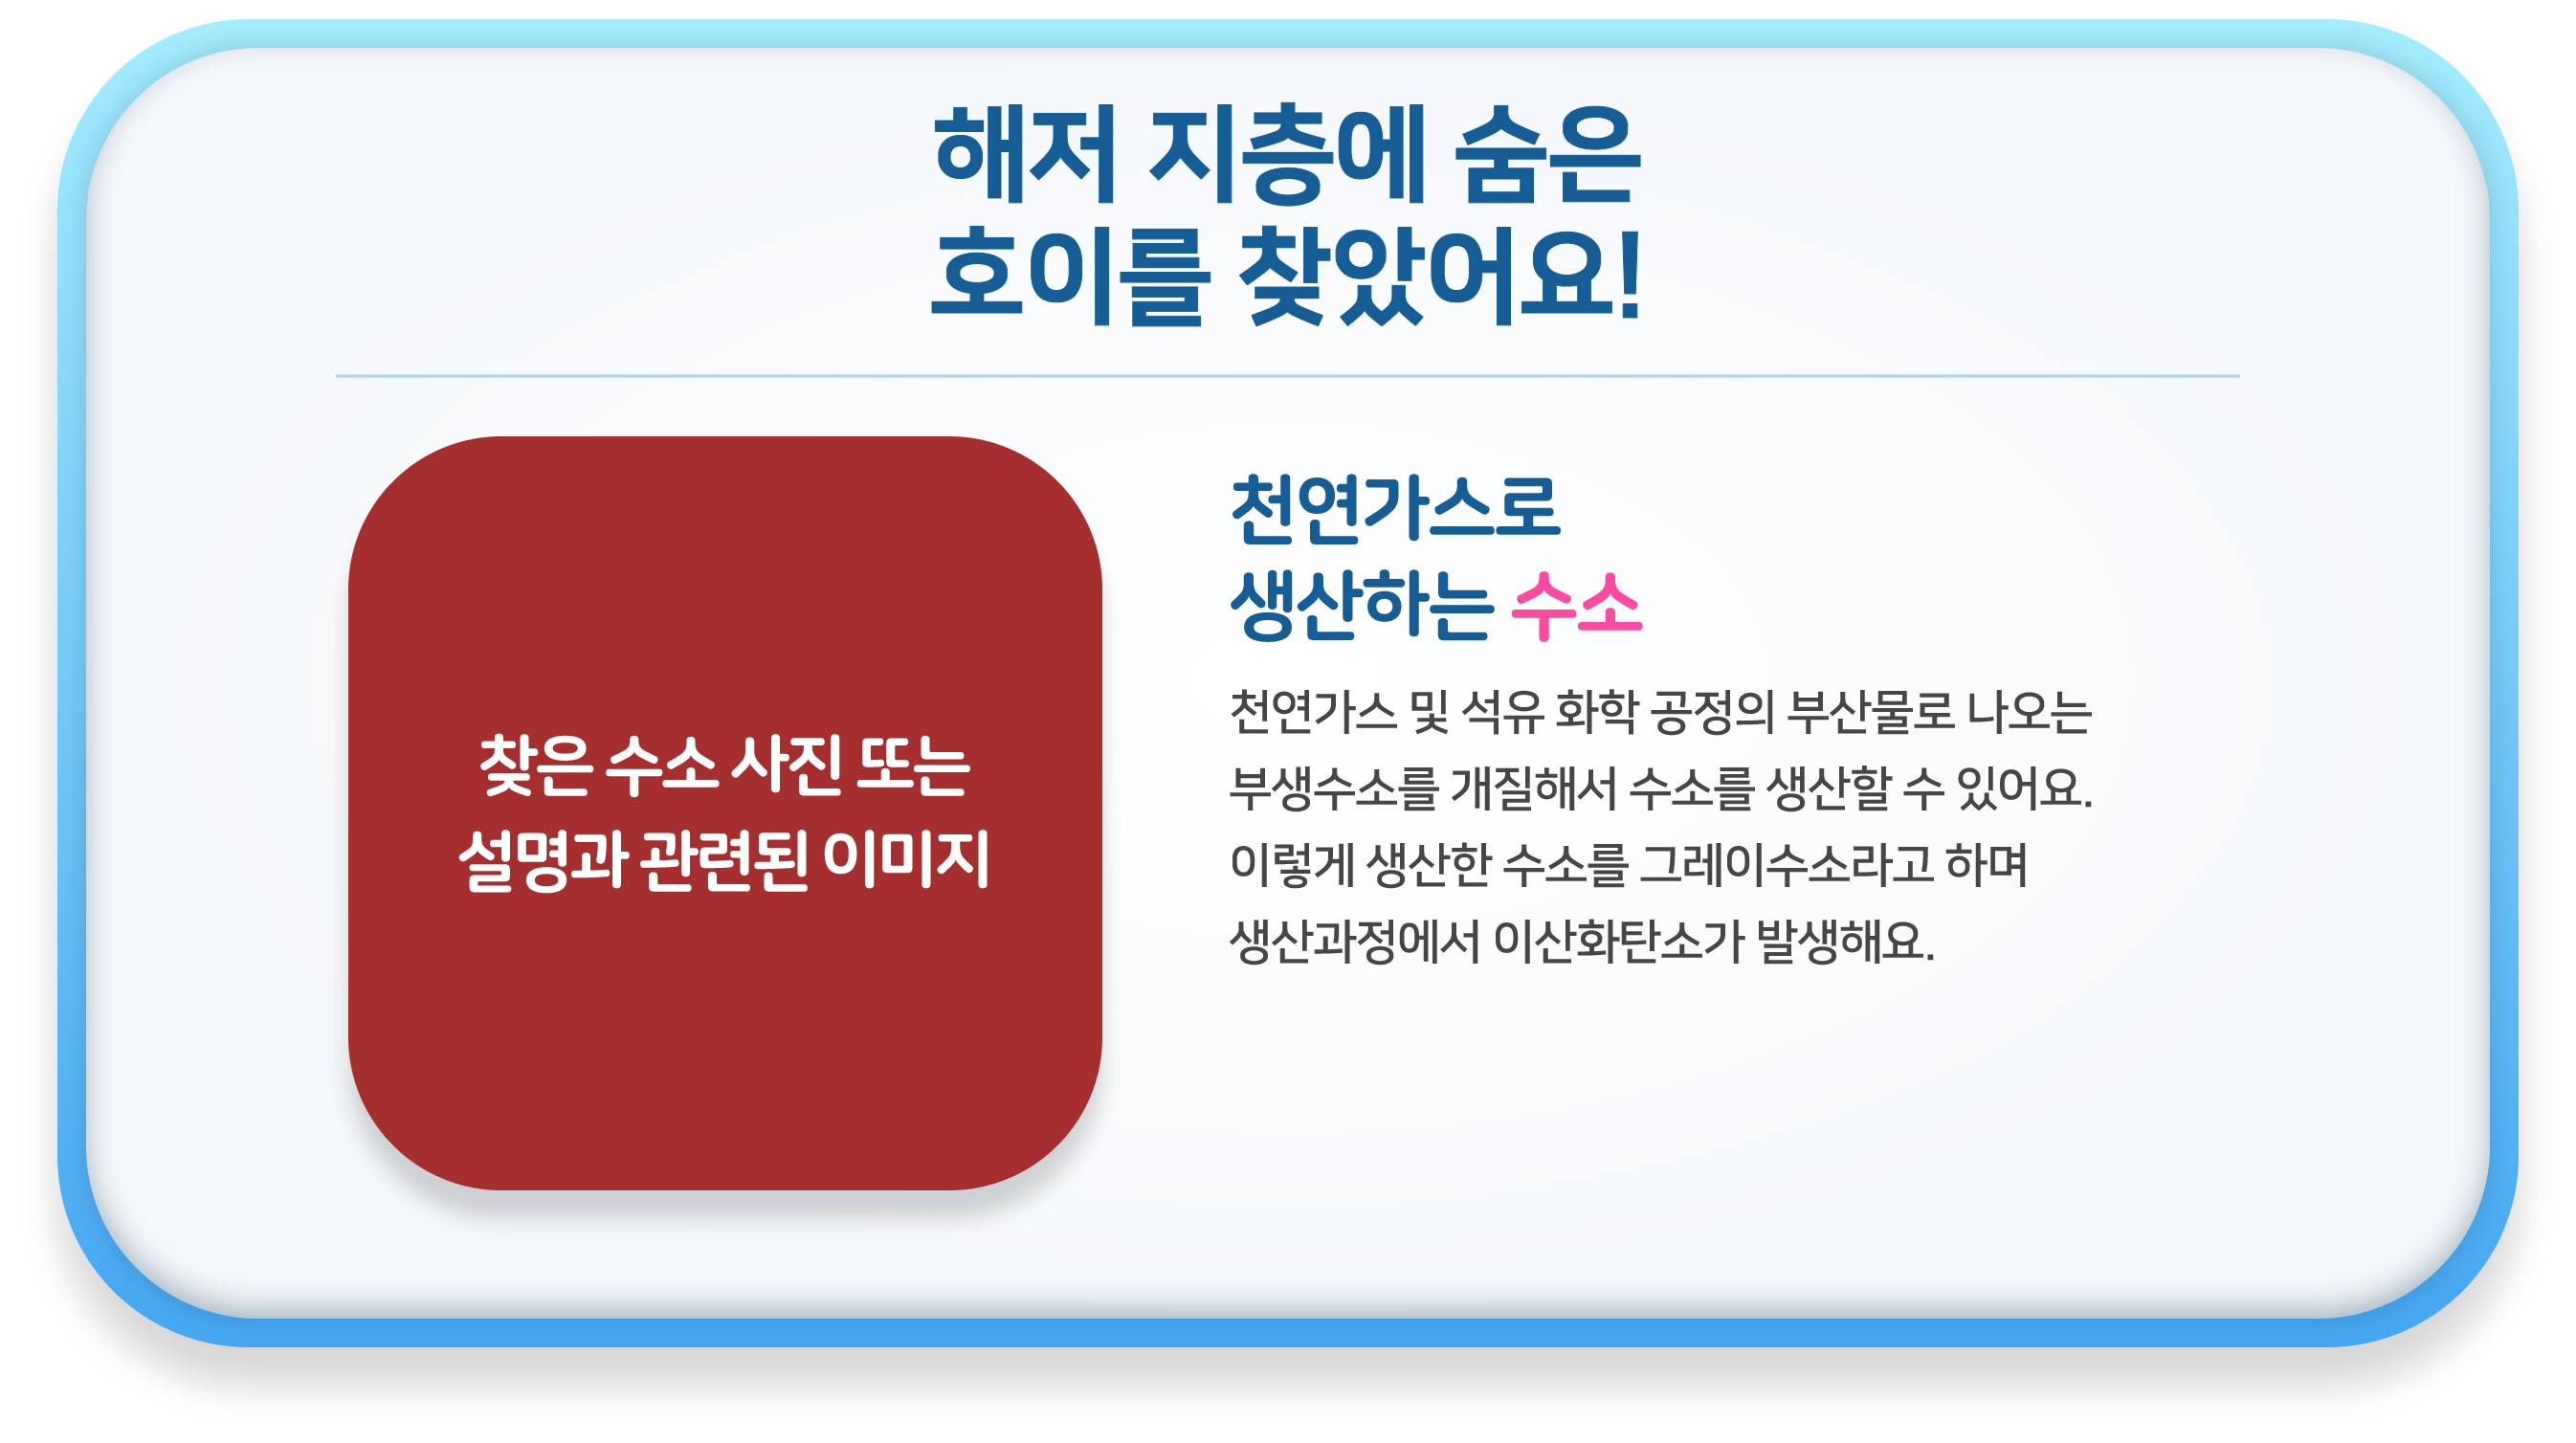 해저 지층에 숨은
호이를 찾았어요!
찾은 수소 사진 또는
설명과 관련된 이미지
천연가스로
생산하는 수소
천연가스 및 석유 화학 공정의 부산물로 나오는
부생수소를 개질해서 수소를 생산할 수 있어요.
이렇게 생산한 수소를 그레이수소라고 하며
생산과정에서 이산화탄소가 발생해요.